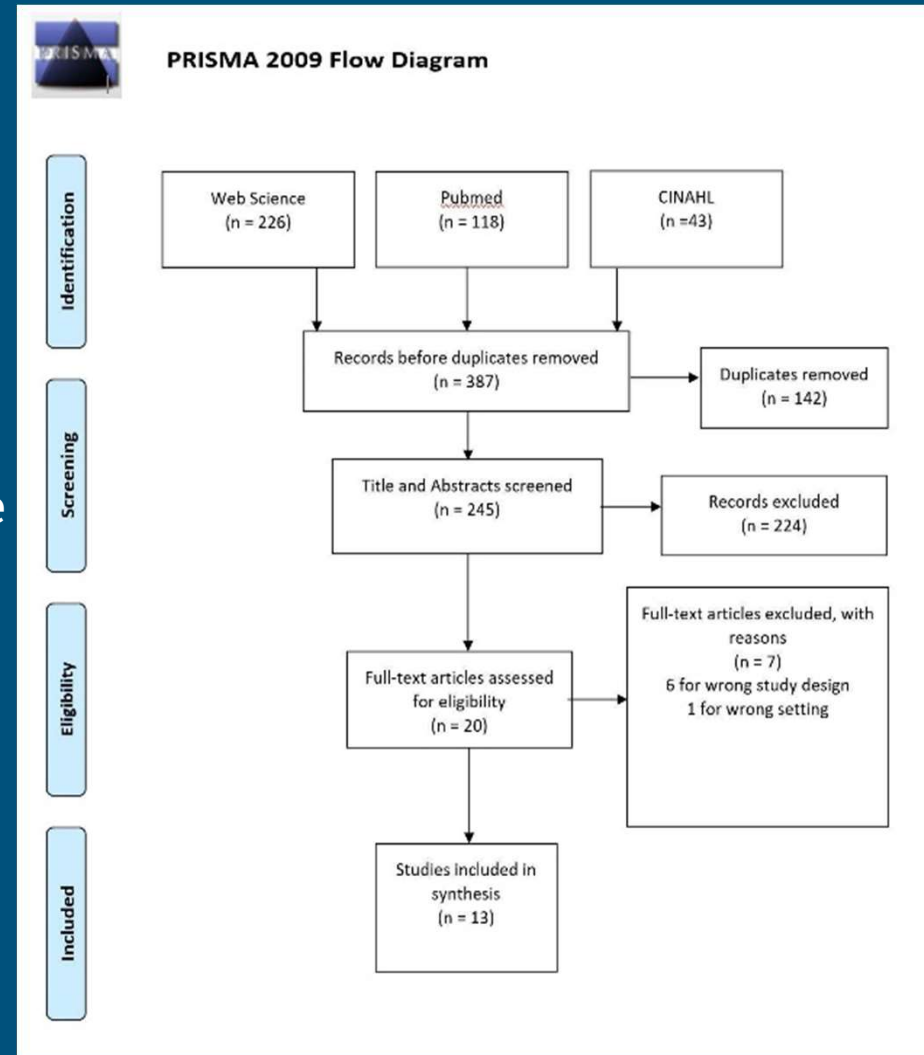 PRISMA
PRISMA 2009 Flow Diagram
Identification
Web Science
(n = 226)
Pubmed
(n = 118)
CINAHL
(n =43)
Records before duplicates removed
(n = 387)
Duplicates removed
(n = 142)
Screening
Title and Abstracts screened
(n = 245)
Records excluded
(n = 224)
e
Eligibility
Full-text articles assessed
for eligibility
(n = 20)
Full-text articles excluded, with
reasons
(n = 7)
6 for wrong study design
1 for wrong setting
Included
Studies included in
synthesis
(n = 13)